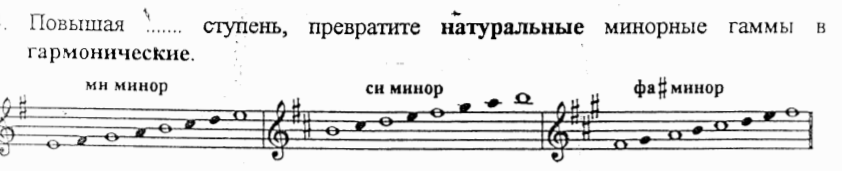 Повышая ....... ступень, превратите натуральные минорные гаммы в
гармонические.
ми минор си минор фа# минор